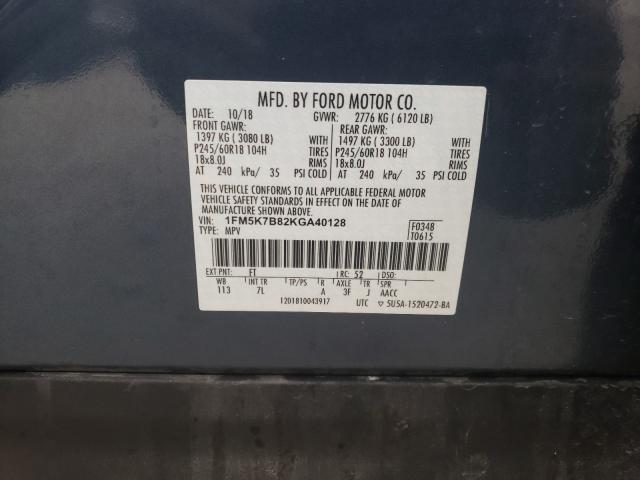 MFD. BY FORD MOTOR CO.
DATE: 10/18 GVWR: 2776 KG ( 6120 LB)
FRONT GAWR: REAR GAWR:
1397 KG ( 3080 LB) WITH 1497 KG ( 3300 LB) WITH
P245/60R18 104H TIRES P245/60R18 104H TIRES
18x8.0J RIMS 18x8.0J RIMS
AT 240 kPa/ 35 PSI COLD AT 240 kPa/ 35 PSI COLD
THIS VEHICLE CONFORMS TO ALL APPLICABLE FEDERAL MOTOR
VEHICLE SAFETY STANDARDS IN EFFECT ON THE DATE OF
MANUFACTURE SHOWN ABOVE.
VIN: 1FM5K7B82KGA40128 F0348
TYPE: MPV T0615
EXT PNT: FT RC: 52 DSO:
WB INT TR TP/PS R AXLE TR SPR
113 7L A 3F J AACC
1201810043917 UTC ▽ 5U5A-1520472-BA